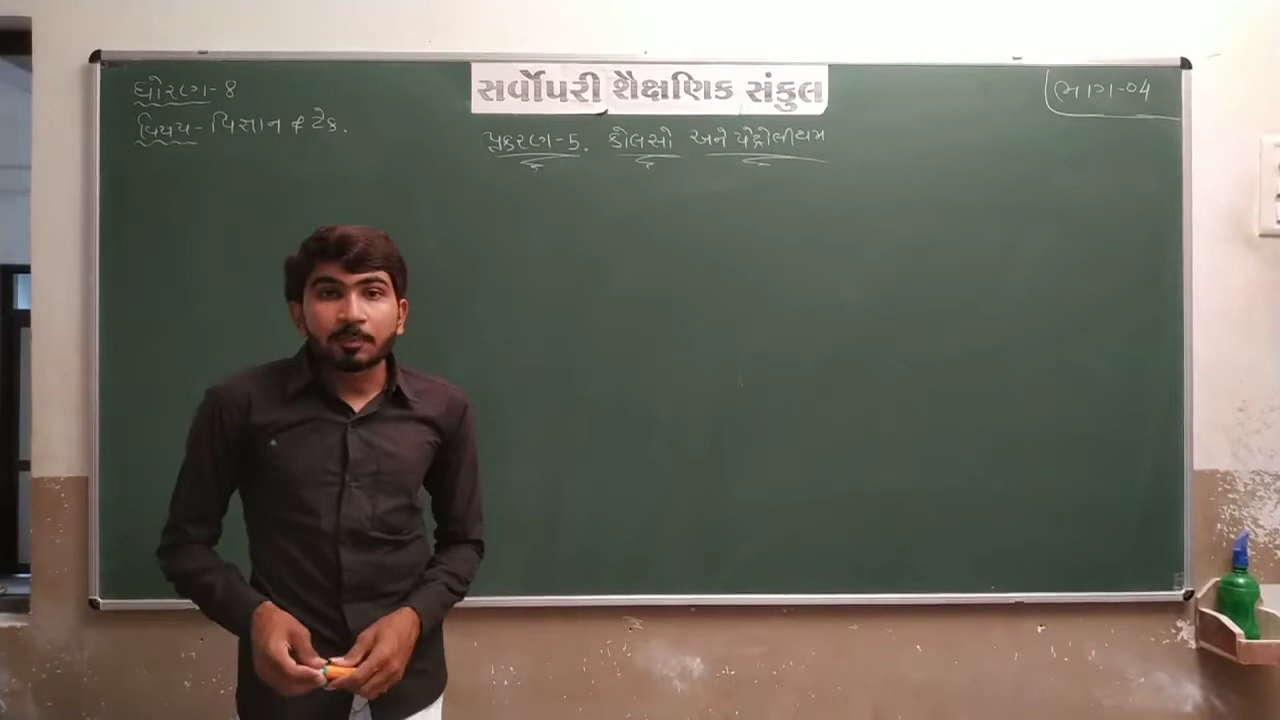 સર્વોપરી શૈક્ષણિક સંકુલ
ધોરણ-8
વિષય- વિજ્ઞાન & ટેક.
ભાગ-04
પ્રકરણ-5. કોલસો અને પેટ્રોલીયમ